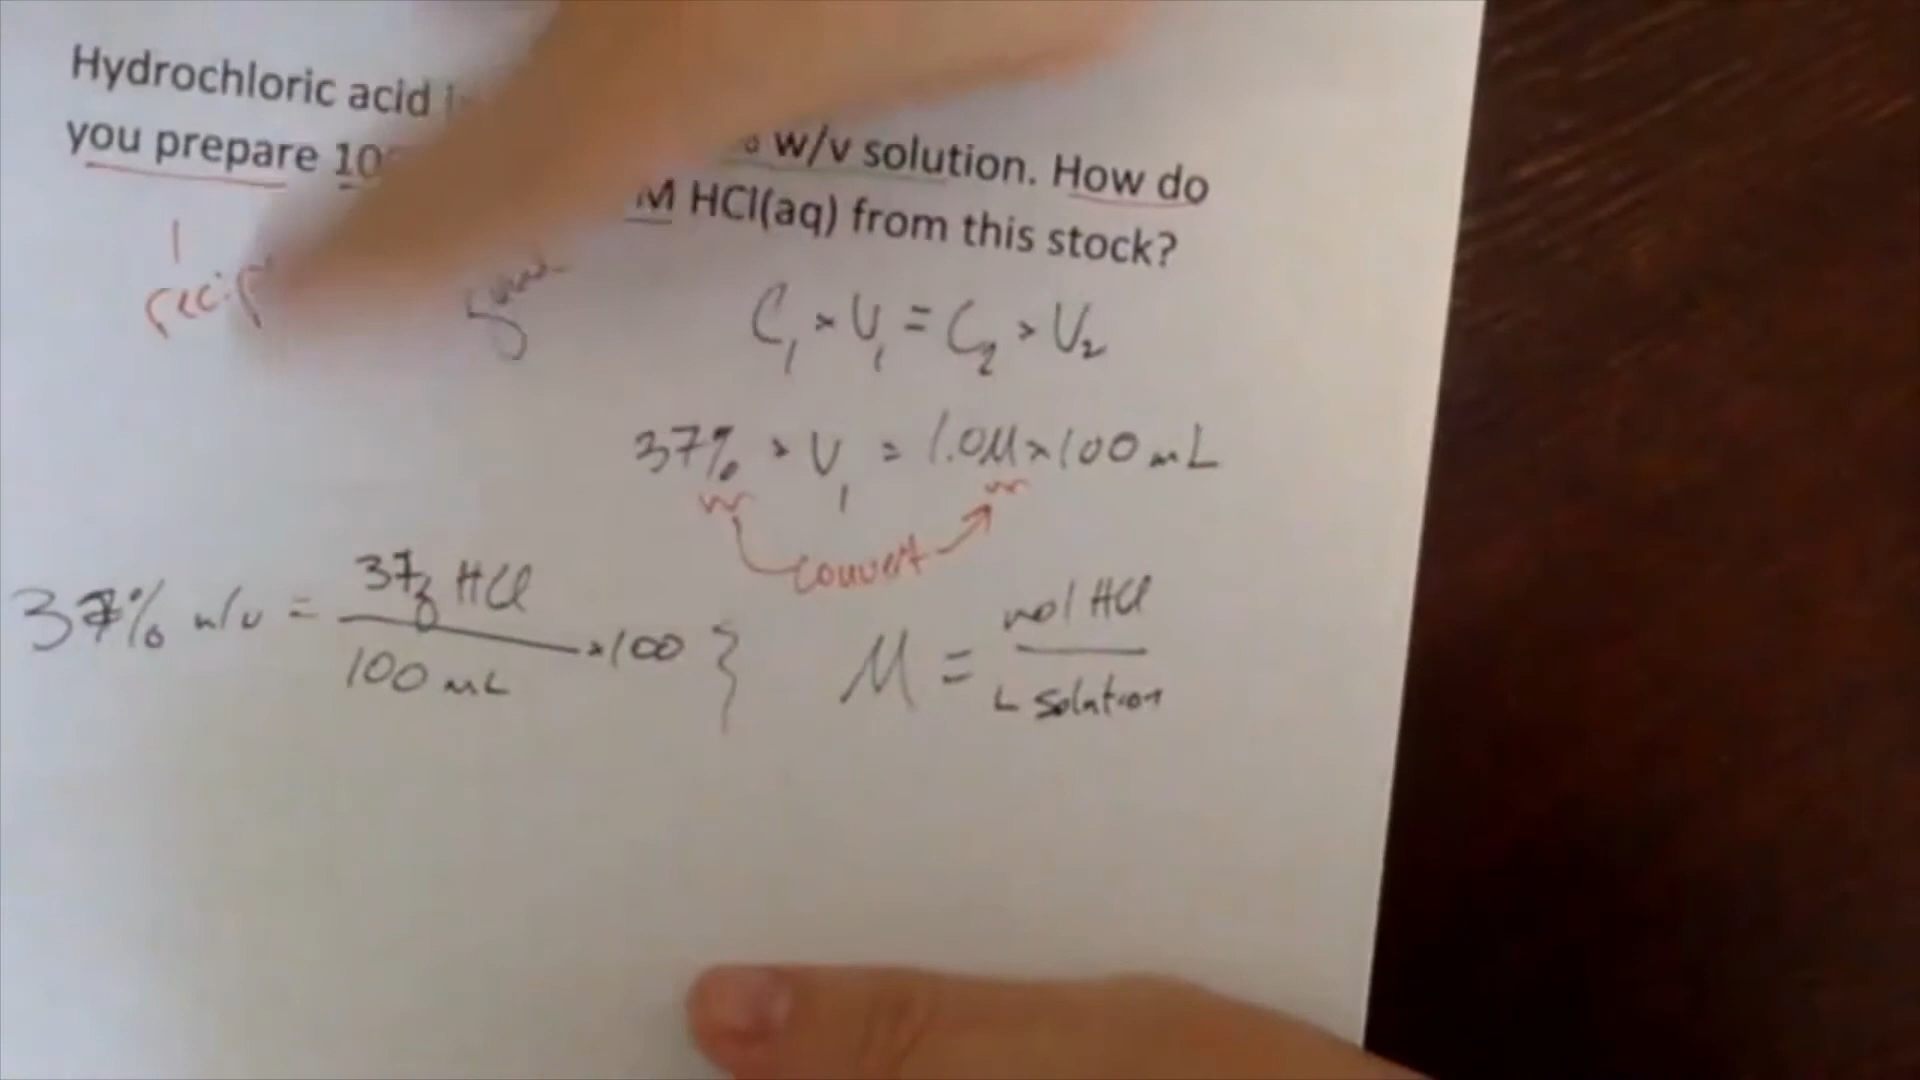 Hydrochloric acid
w/v solution. How do
you prepare
M HCl(aq) from this stock?
C₁ × V₁ = C₂ × V₂
37% × V₁ = 1.0M × 100 mL
convert
37% w/v = 37g HCl
100 mL
× 100 }
M = mol HCl
L solution